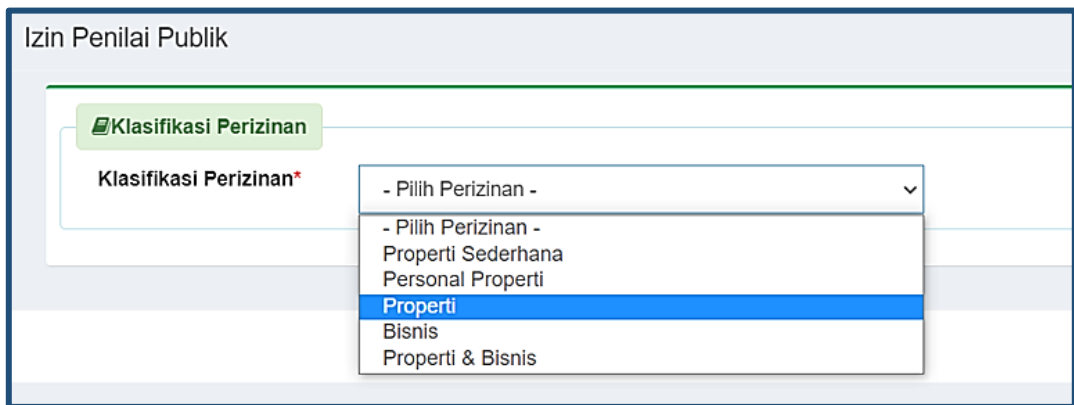 Izin Penilai Publik
Klasifikasi Perizinan
Klasifikasi Perizinan*
- Pilih Perizinan -
- Pilih Perizinan -
Properti Sederhana
Personal Properti
Properti
Bisnis
Properti & Bisnis